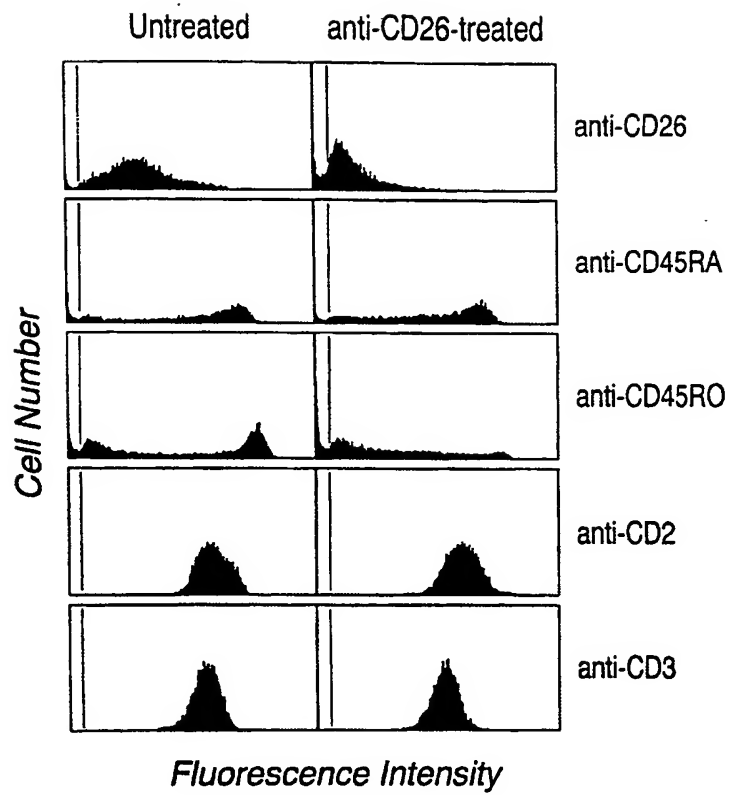 Untreated
anti-CD26-treated
anti-CD26
anti-CD45RA
anti-CD45RO
anti-CD2
anti-CD3
Cell Number
Fluorescence Intensity